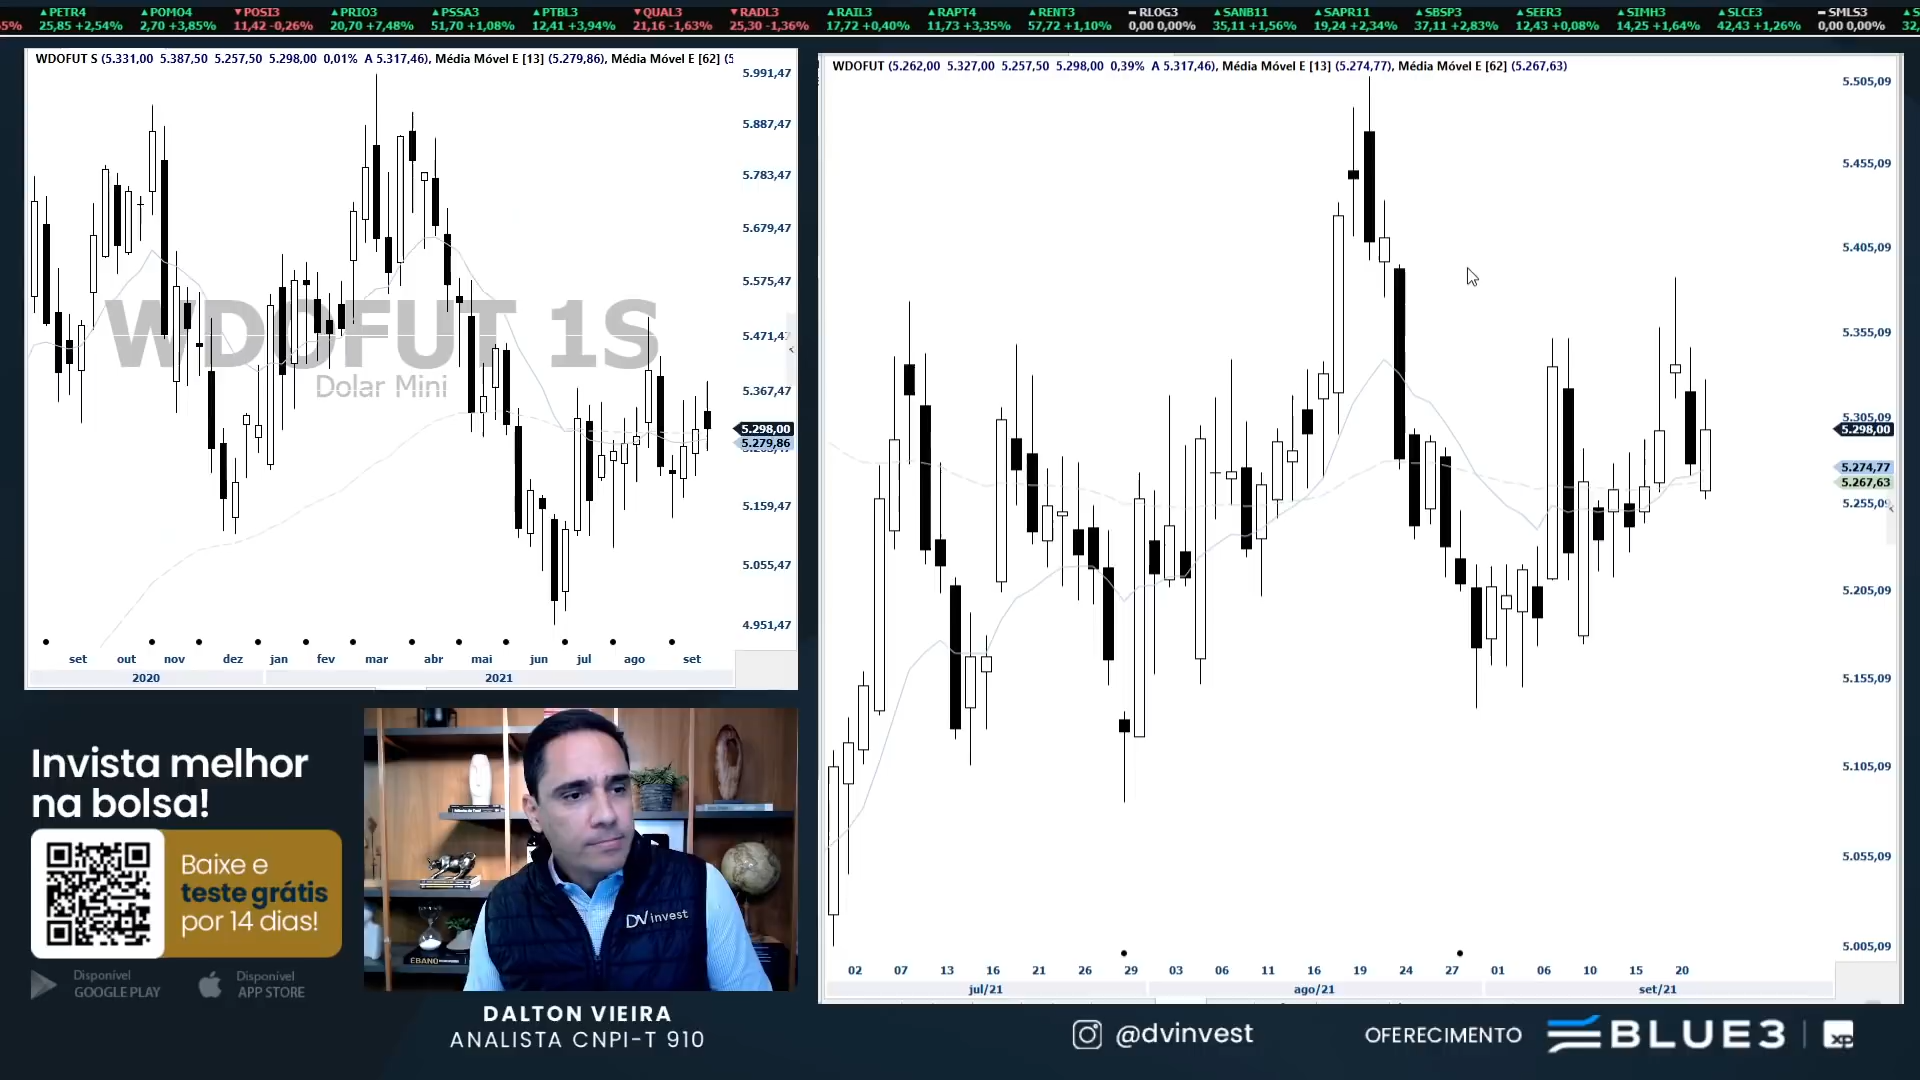 PETR4 POMO4 POSI3 PRIO3 PSSA3 PTBL3 QUAL3 RADL3 RAIL3 RAPT4 RENT3 RLOG3 SANB11 SAPR11 SBSP3 SEER3 SIMH3 SLCE3 SMLS3
25,85 +2,54% 2,70 +3,85% 11,42 -0,26% 20,70 +7,48% 51,70 +1,08% 12,41 +3,94% 21,16 -1,63% 25,30 -1,36% 17,72 +0,40% 11,73 +3,35% 57,72 +1,10% 0,00 0,00% 35,11 +1,56% 19,24 +2,34% 37,11 +2,83% 12,43 +0,08% 14,25 +1,64% 42,43 +1,26% 0,00 0,00%
WDOFUT S (5.331,00 5.387,50 5.257,50 5.298,00 0,01% A 5.317,46), Média Móvel E [13] (5.279,86), Média Móvel E [62] (5
5.991,47
5.887,47
5.783,47
5.679,47
5.575,47
5.471,47
5.367,47
5.298,00
5.279,86
5.159,47
5.055,47
4.951,47
WDOFUT 1S
Dolar Mini
set out nov dez jan fev mar abr mai jun jul ago set
2020 2021
WDOFUT (5.262,00 5.327,00 5.257,50 5.298,00 0,39% A 5.317,46), Média Móvel E [13] (5.274,77), Média Móvel E [62] (5.267,63)
5.505,09
5.455,09
5.405,09
5.355,09
5.305,09
5.298,00
5.274,77
5.267,63
5.255,09
5.205,09
5.155,09
5.105,09
5.055,09
5.005,09
02 07 13 16 21 26 29 03 06 11 16 19 24 27 01 06 10 15 20
jul/21 ago/21 set/21
Invista melhor
na bolsa!
Baixe e
teste grátis
por 14 dias!
Disponível
GOOGLE PLAY
Disponível
APP STORE
DV invest
EBANO
DALTON VIEIRA
ANALISTA CNPI-T 910
@dvinvest
OFERECIMENTO
BLUE3
xp